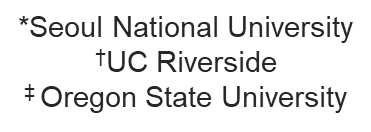 *Seoul National University
†UC Riverside
‡ Oregon State University